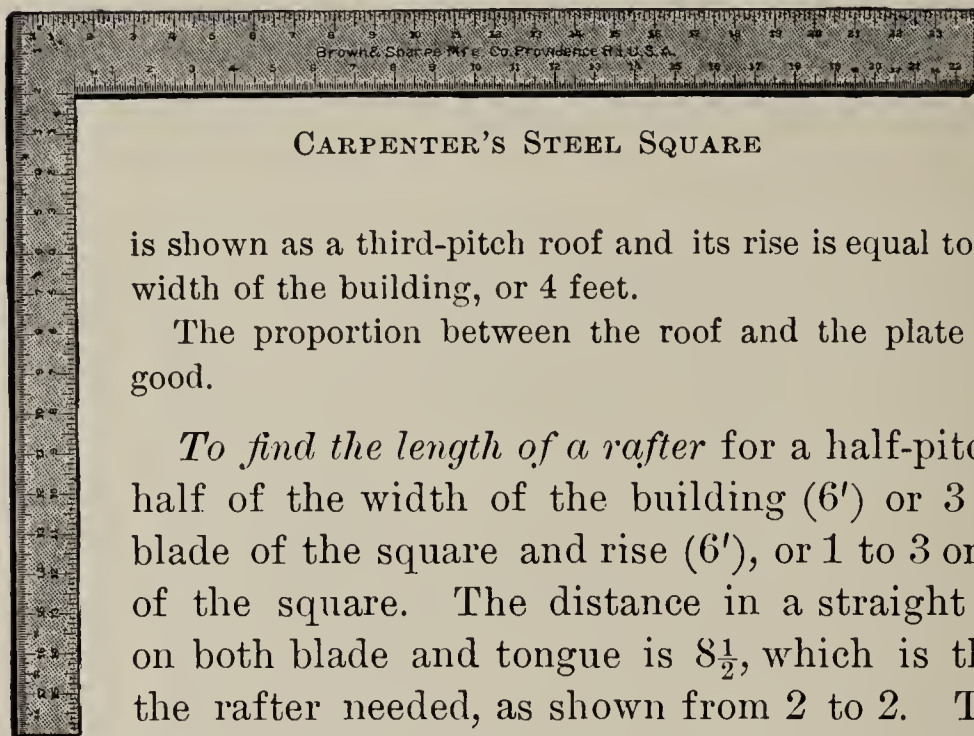 Brown & Sharpe Mfg Co. Providence R.I. U.S.A.
CARPENTER'S STEEL SQUARE
is shown as a third-pitch roof and its rise is equal to
width of the building, or 4 feet.
The proportion between the roof and the plate
good.
To find the length of a rafter for a half-pitc
half of the width of the building (6′) or 3
blade of the square and rise (6′), or 1 to 3 on
of the square. The distance in a straight
on both blade and tongue is 8½, which is th
the rafter needed, as shown from 2 to 2. T